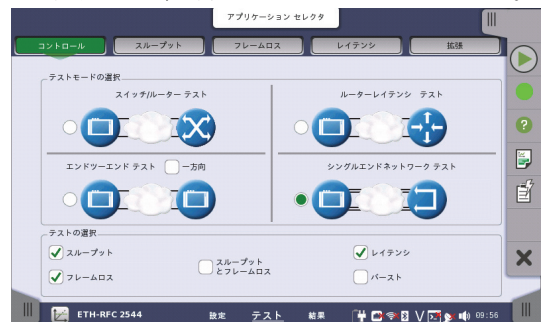 アプリケーション セレクタ
コントロール
スループット
フレームロス
レイテンシ
拡張
テストモードの選択
スイッチ/ルーター テスト
ルーターレイテンシ テスト
エンドツーエンド テスト 一方向
シングルエンドネットワーク テスト
テストの選択
スループット
フレームロス
スループット
とフレームロス
レイテンシ
バースト
ETH-RFC 2544
設定
テスト
結果
09:56